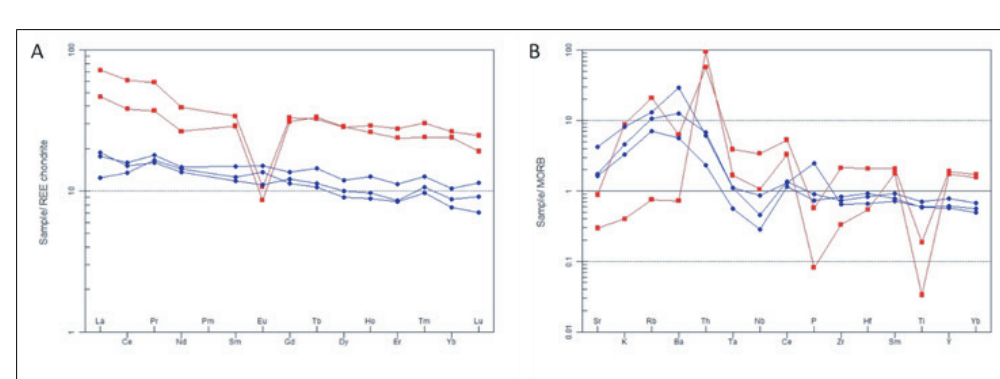 A
Sample/ REE chondrite
100
10
1
La Pr Pm Eu Tb Ho Tm Lu
Ce Nd Sm Gd Dy Er Yb
B
Sample/ MORB
100
10
1
0.1
0.01
Sr Rb Th Nb P Hf Ti Yb
K Ba Ta Ce Zr Sm Y